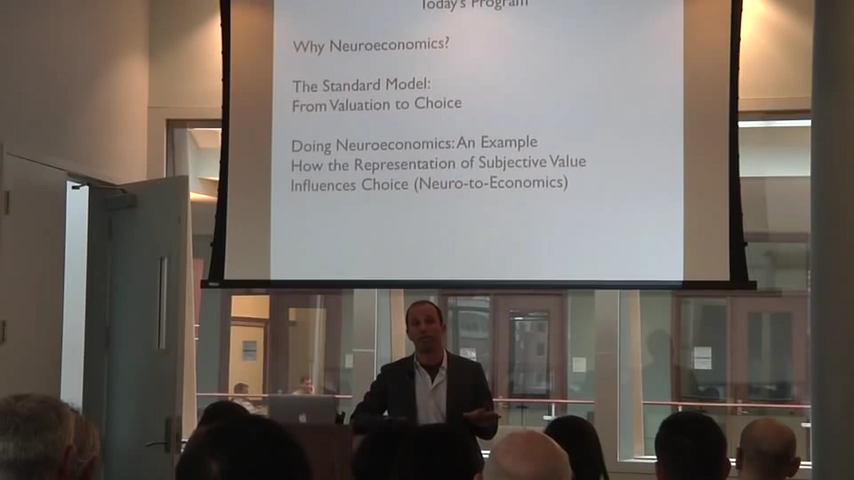 Today's Program
Why Neuroeconomics?
The Standard Model:
From Valuation to Choice
Doing Neuroeconomics: An Example
How the Representation of Subjective Value
Influences Choice (Neuro-to-Economics)